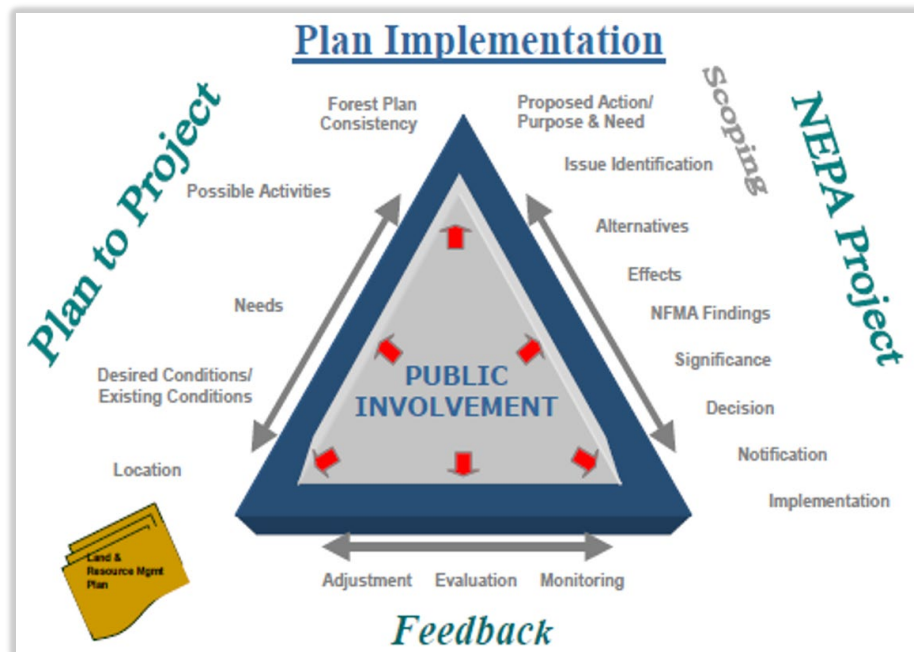 Plan Implementation
Plan to Project
Forest Plan
Consistency
Possible Activities
Needs
Desired Conditions/
Existing Conditions
Location
Land &
Resource Mgmt
Plan
Proposed Action/
Purpose & Need
Scoping
NEPA Project
Issue Identification
Alternatives
Effects
NFMA Findings
Significance
Decision
Notification
Implementation
PUBLIC
INVOLVEMENT
Adjustment Evaluation Monitoring
Feedback